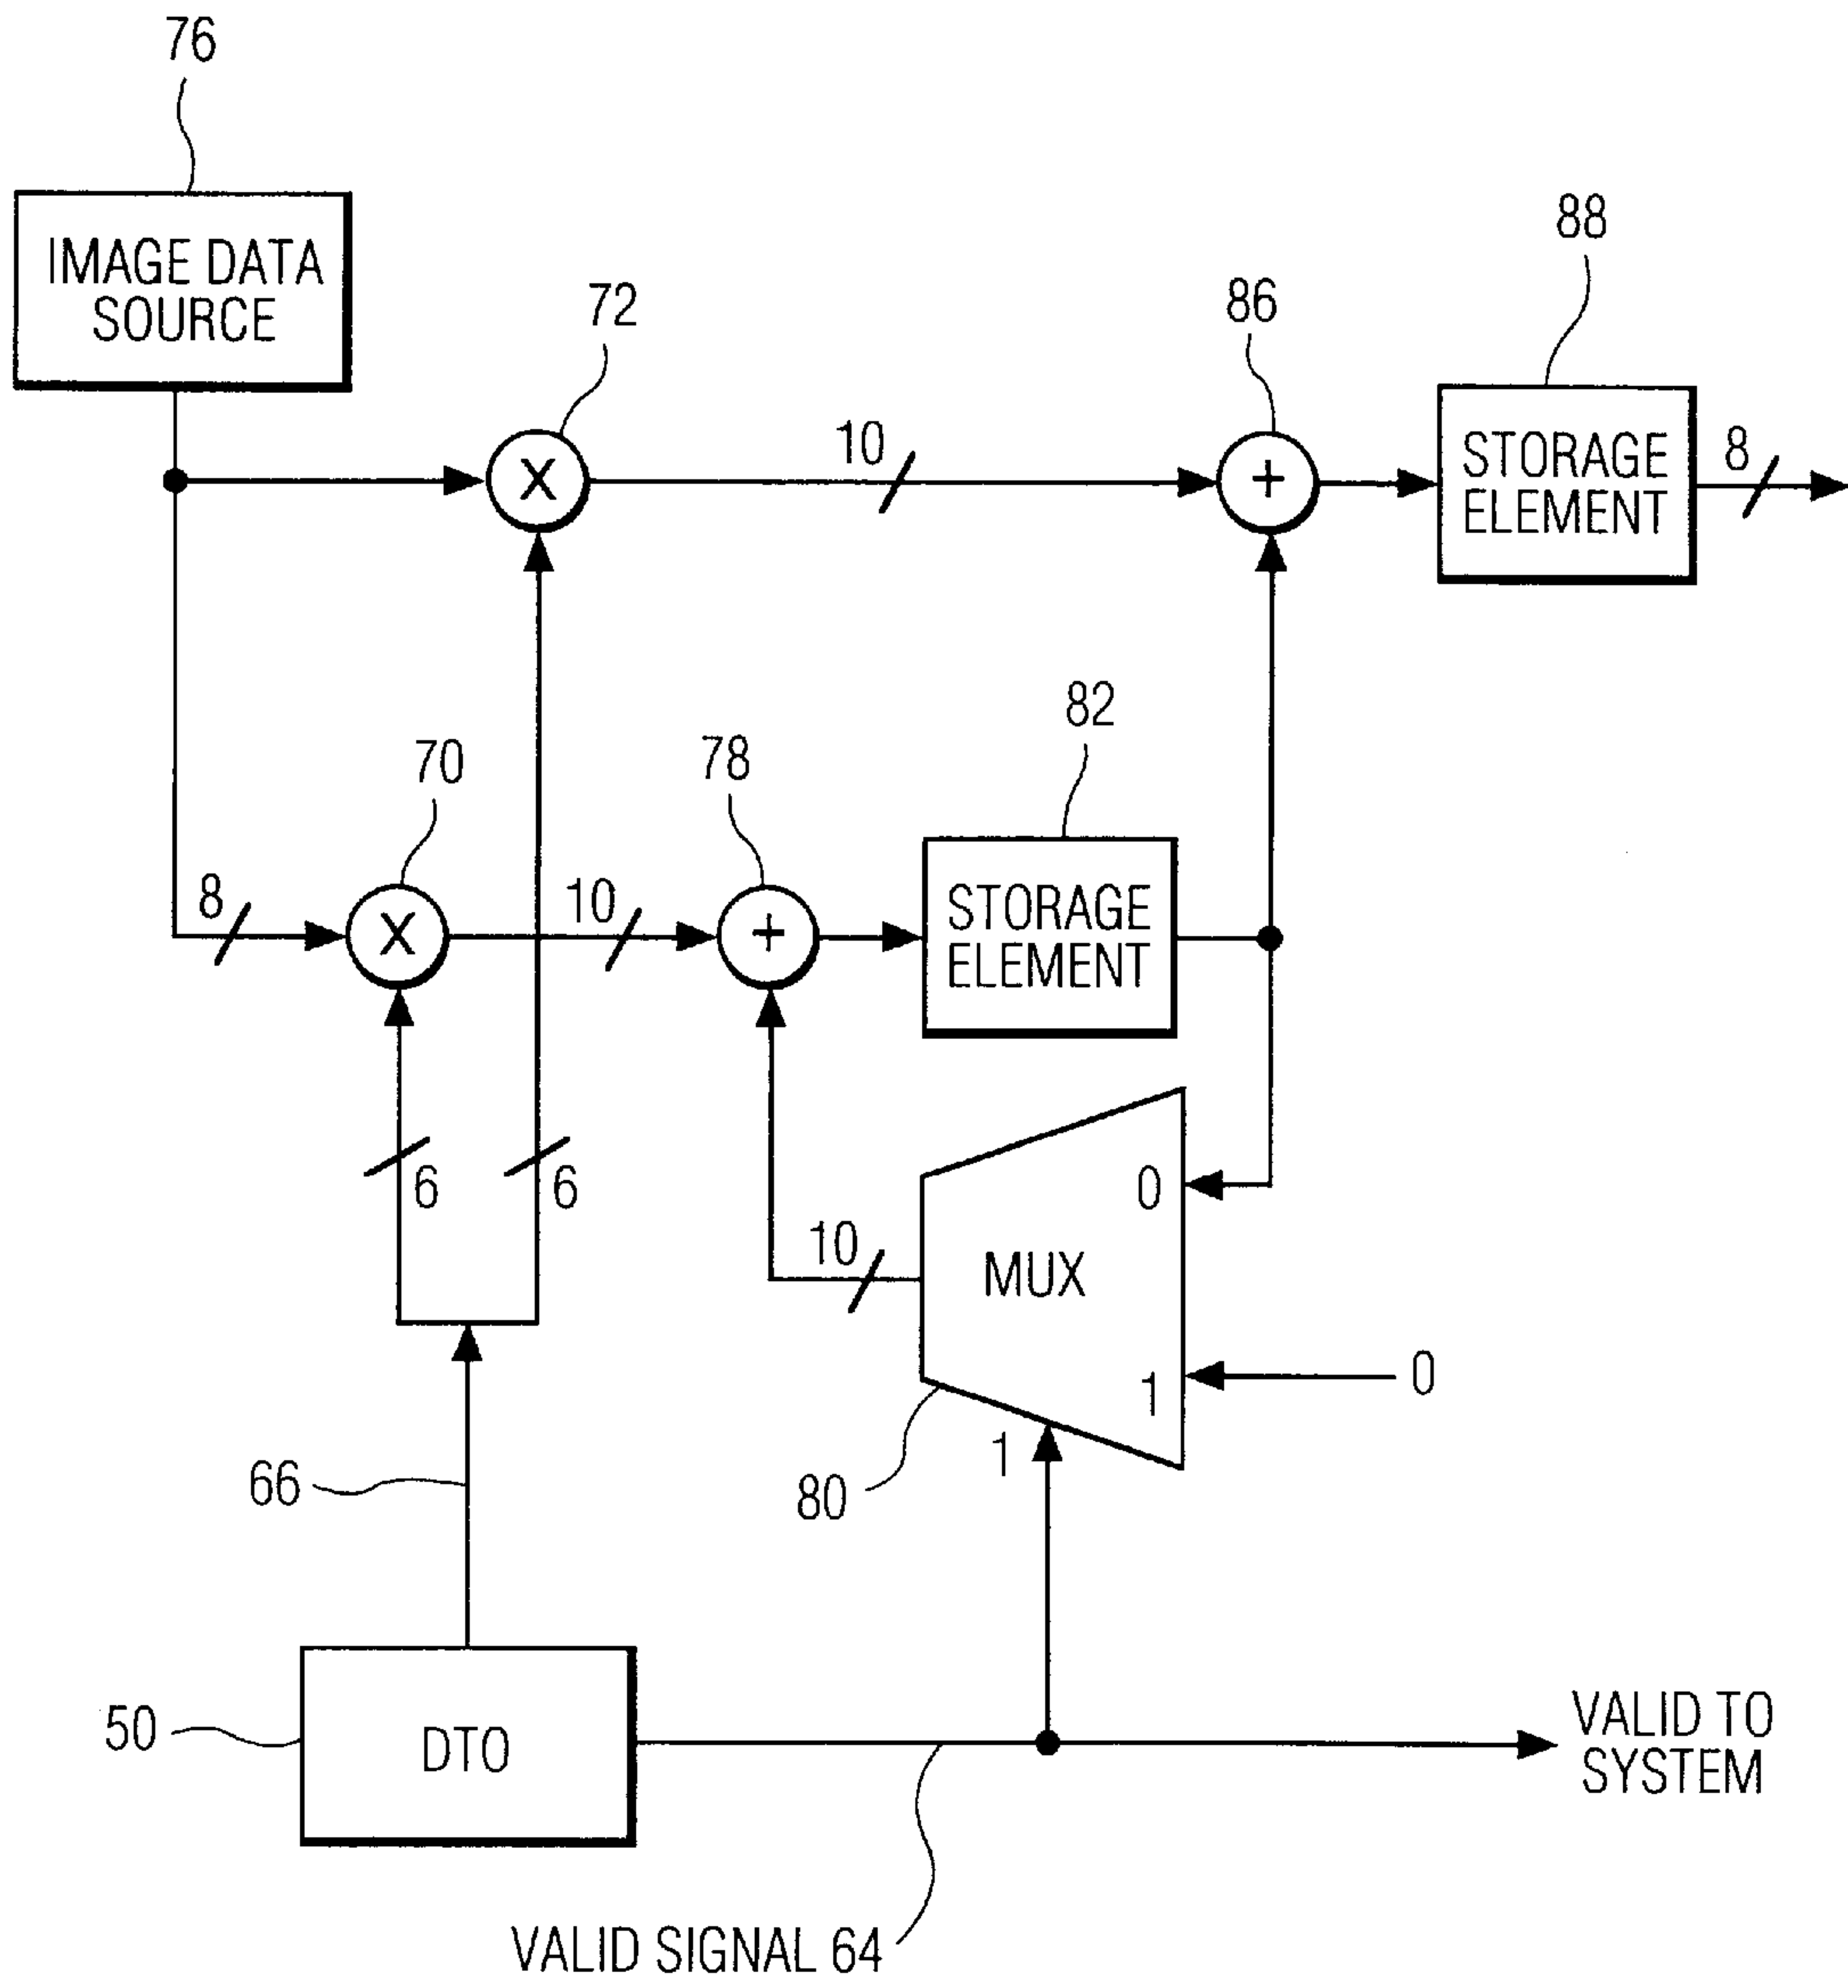 76
IMAGE DATA
SOURCE
88
72
86
10
8
X
+
STORAGE
ELEMENT
82
70
78
8
10
X
+
STORAGE
ELEMENT
6
6
0
10
MUX
1
0
1
66
80
50
DTO
VALID TO
SYSTEM
VALID SIGNAL 64